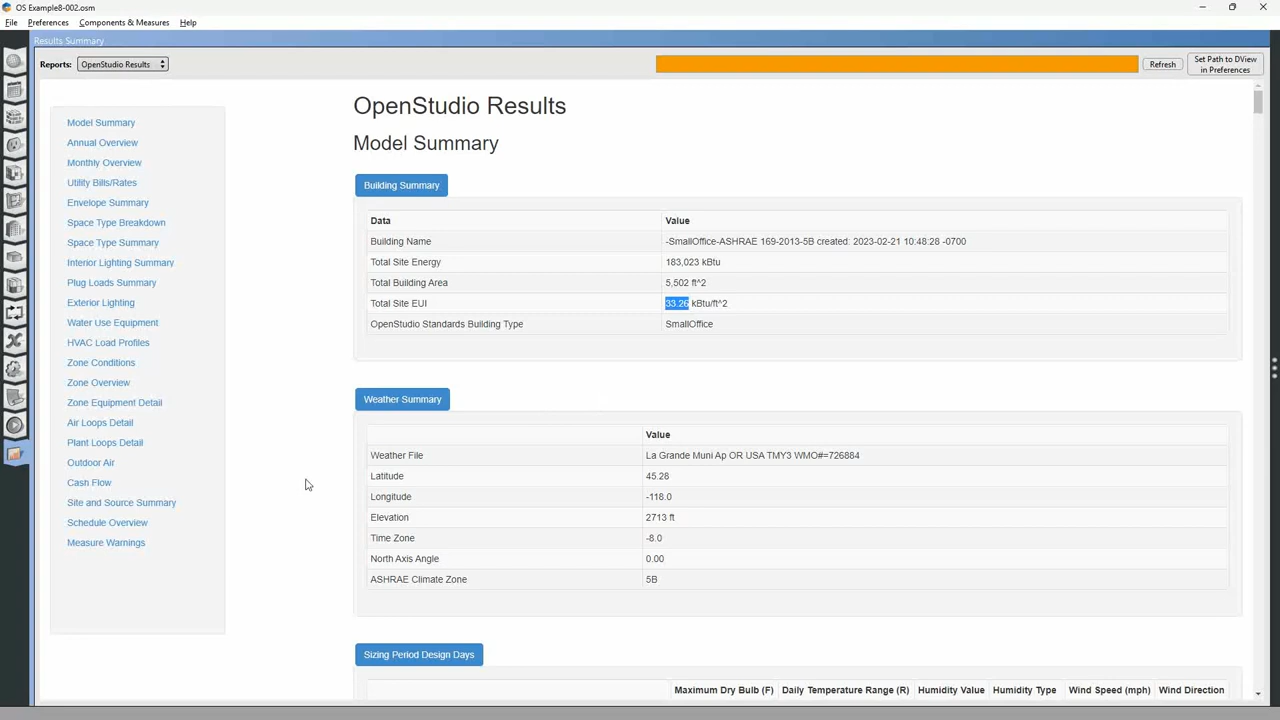 OS Example8-002.osm
File Preferences Components & Measures Help
Results Summary
Reports: OpenStudio Results Refresh Set Path to DView
in Preferences
Model Summary
Annual Overview
Monthly Overview
Utility Bills/Rates
Envelope Summary
Space Type Breakdown
Space Type Summary
Interior Lighting Summary
Plug Loads Summary
Exterior Lighting
Water Use Equipment
HVAC Load Profiles
Zone Conditions
Zone Overview
Zone Equipment Detail
Air Loops Detail
Plant Loops Detail
Outdoor Air
Cash Flow
Site and Source Summary
Schedule Overview
Measure Warnings
OpenStudio Results
Model Summary
Building Summary
Data Value
Building Name -SmallOffice-ASHRAE 169-2013-5B created: 2023-02-21 10:48:28 -0700
Total Site Energy 183,023 kBtu
Total Building Area 5,502 ft^2
Total Site EUI 33.26 kBtu/ft^2
OpenStudio Standards Building Type SmallOffice
Weather Summary
Value
Weather File La Grande Muni Ap OR USA TMY3 WMO#=726884
Latitude 45.28
Longitude -118.0
Elevation 2713 ft
Time Zone -8.0
North Axis Angle 0.00
ASHRAE Climate Zone 5B
Sizing Period Design Days
Maximum Dry Bulb (F) Daily Temperature Range (R) Humidity Value Humidity Type Wind Speed (mph) Wind Direction